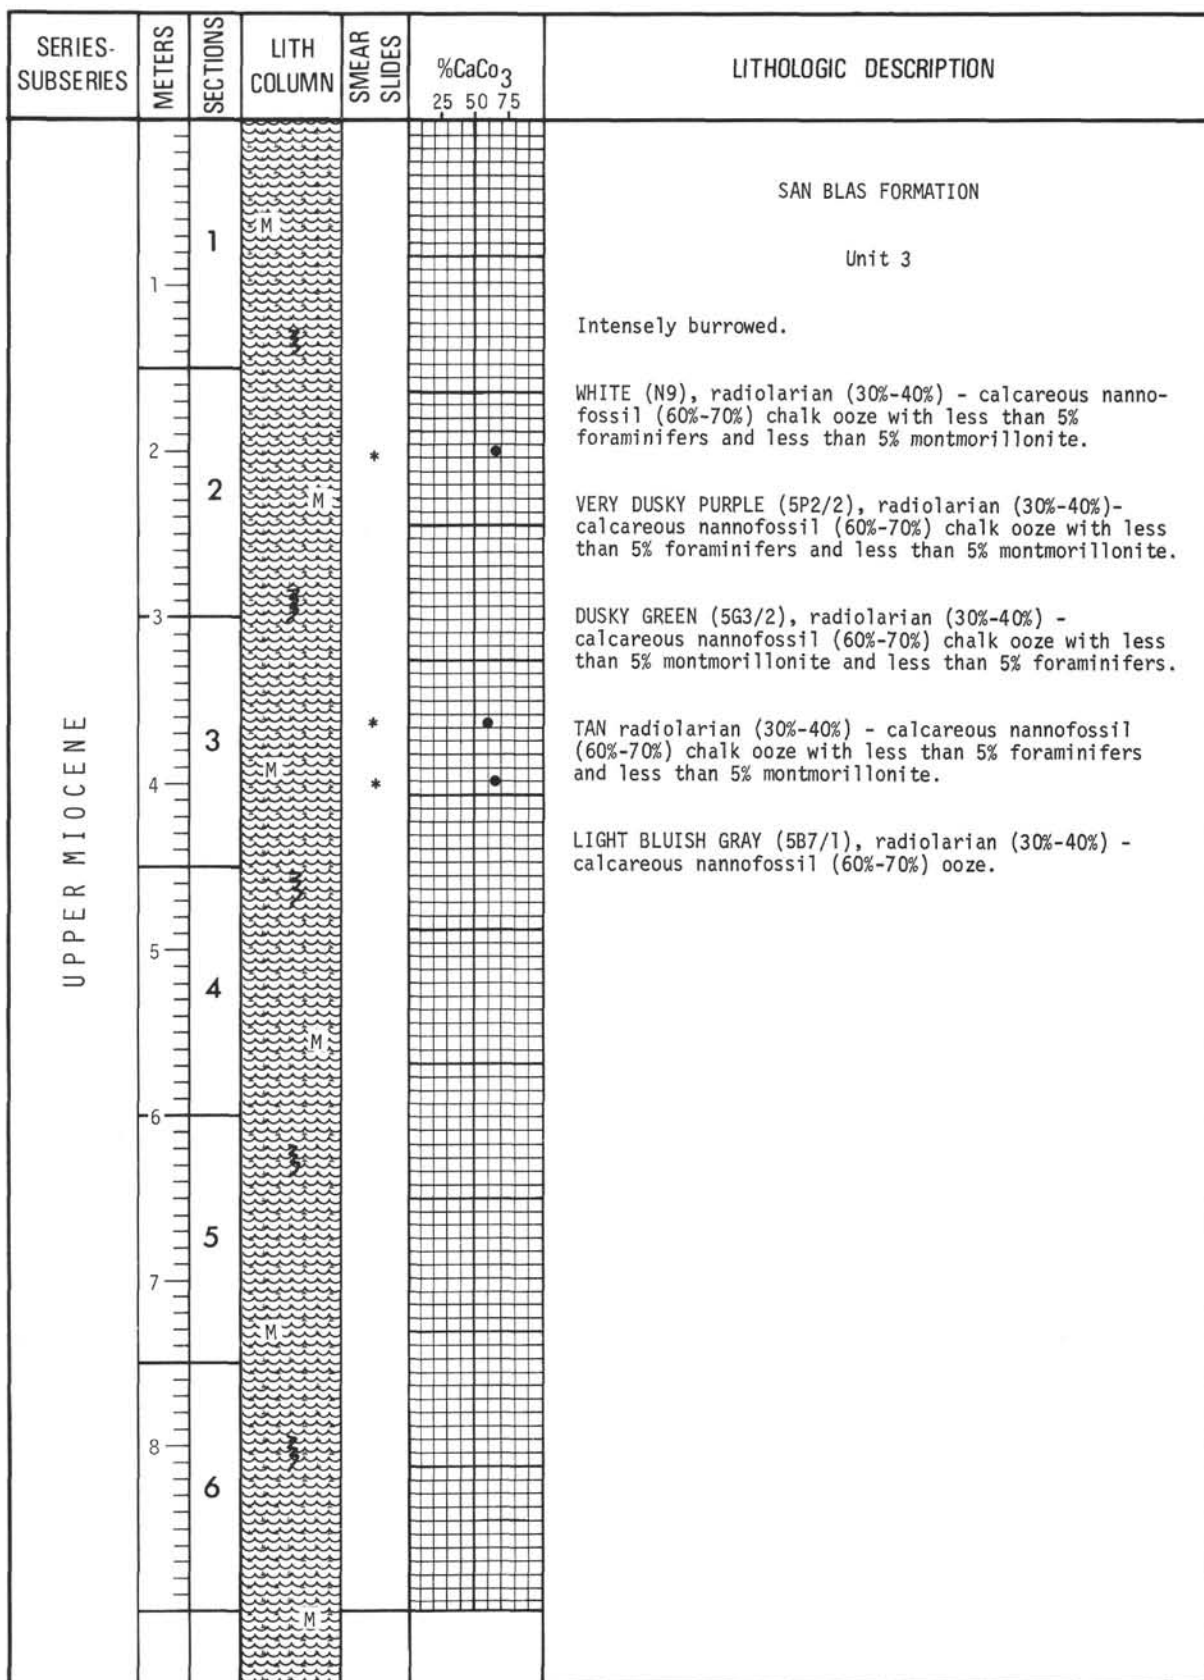 SERIES-
SUBSERIES
METERS
SECTIONS
LITH
COLUMN
SMEAR
SLIDES
%CaCo3
25 50 75
LITHOLOGIC DESCRIPTION
UPPER MIOCENE
1
2
3
4
5
6
7
8
1
2
3
4
5
6
M
M
M
M
M
M
*
*
*
SAN BLAS FORMATION
Unit 3
Intensely burrowed.
WHITE (N9), radiolarian (30%-40%) - calcareous nanno-
fossil (60%-70%) chalk ooze with less than 5%
foraminifers and less than 5% montmorillonite.
VERY DUSKY PURPLE (5P2/2), radiolarian (30%-40%)-
calcareous nannofossil (60%-70%) chalk ooze with less
than 5% foraminifers and less than 5% montmorillonite.
DUSKY GREEN (5G3/2), radiolarian (30%-40%) -
calcareous nannofossil (60%-70%) chalk ooze with less
than 5% montmorillonite and less than 5% foraminifers.
TAN radiolarian (30%-40%) - calcareous nannofossil
(60%-70%) chalk ooze with less than 5% foraminifers
and less than 5% montmorillonite.
LIGHT BLUISH GRAY (5B7/1), radiolarian (30%-40%) -
calcareous nannofossil (60%-70%) ooze.